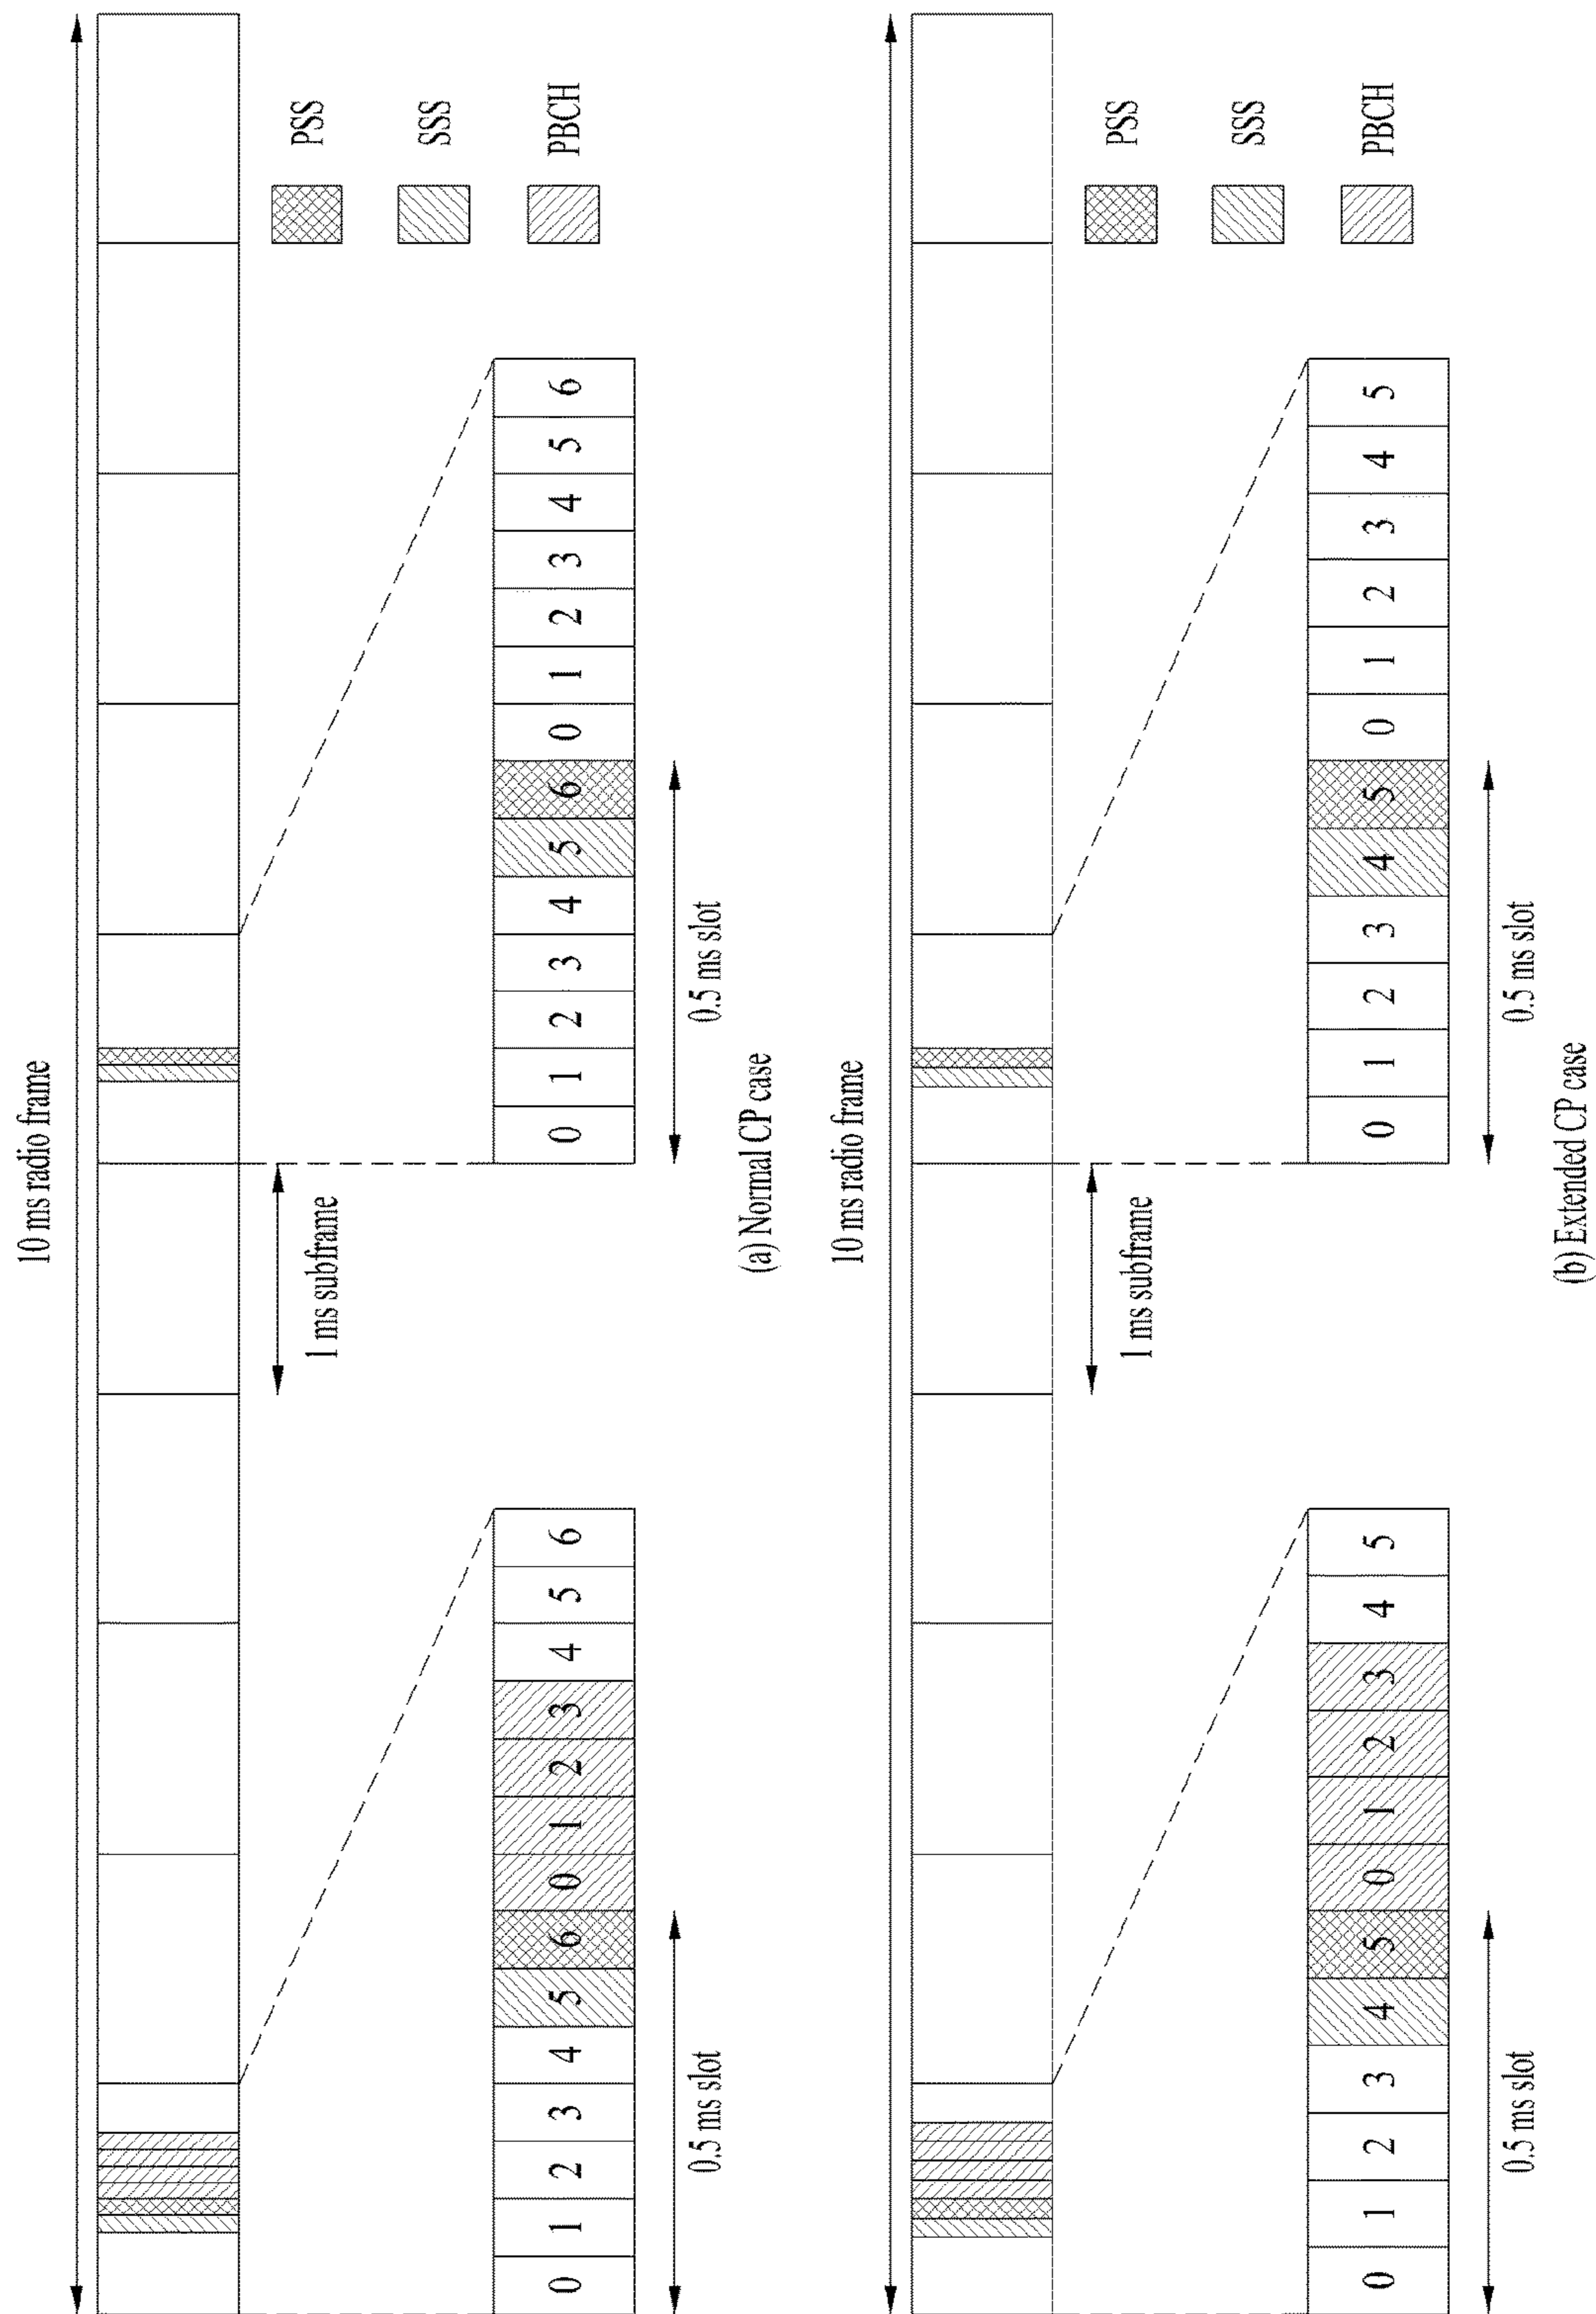 10 ms radio frame
1 ms subframe
PSS
SSS
PBCH
0 1 2 3 4 5 6 0 1 2 3 4 5 6
0 1 2 3 4 5 6 0 1 2 3 4 5 6
0.5 ms slot
0.5 ms slot
(a) Normal CP case
10 ms radio frame
1 ms subframe
PSS
SSS
PBCH
0 1 2 3 4 5 0 1 2 3 4 5
0 1 2 3 4 5 0 1 2 3 4 5
0.5 ms slot
0.5 ms slot
(b) Extended CP case